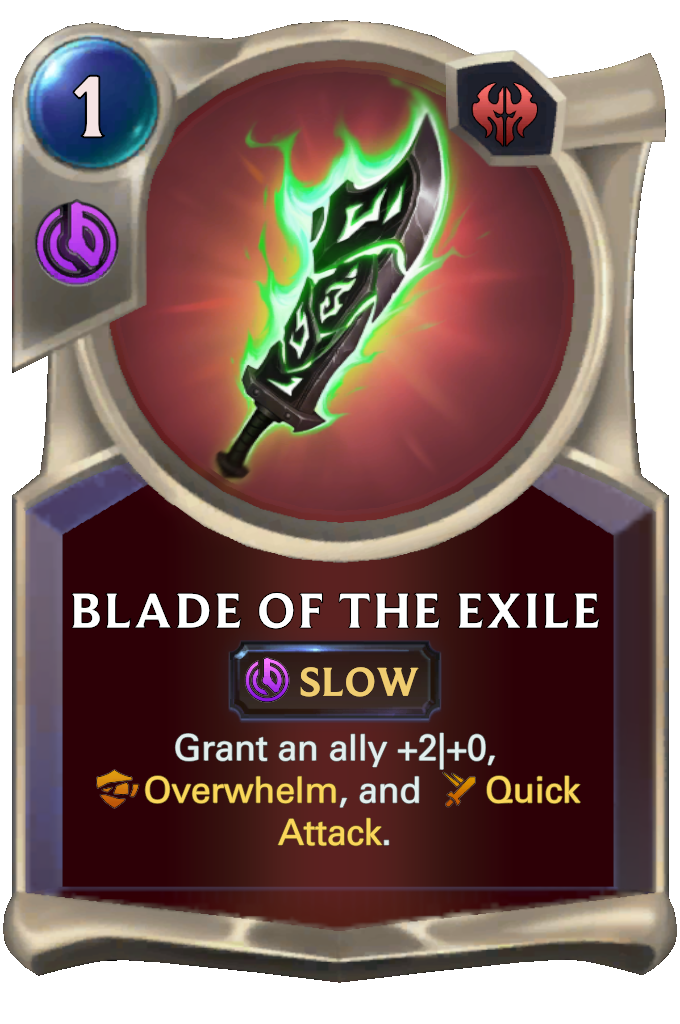 1
BLADE OF THE EXILE
SLOW
Grant an ally +2|+0,
Overwhelm, and Quick
Attack.